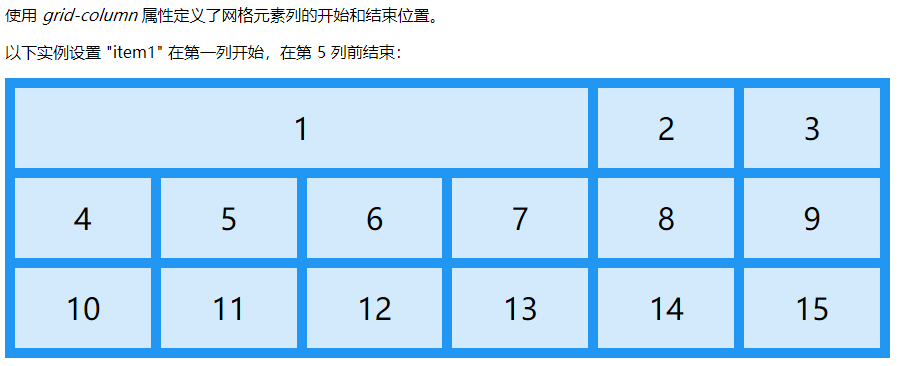 使用 grid-column 属性定义了网格元素列的开始和结束位置。
以下实例设置 "item1" 在第一列开始，在第 5 列前结束：
1 2 3
4 5 6 7 8 9
10 11 12 13 14 15